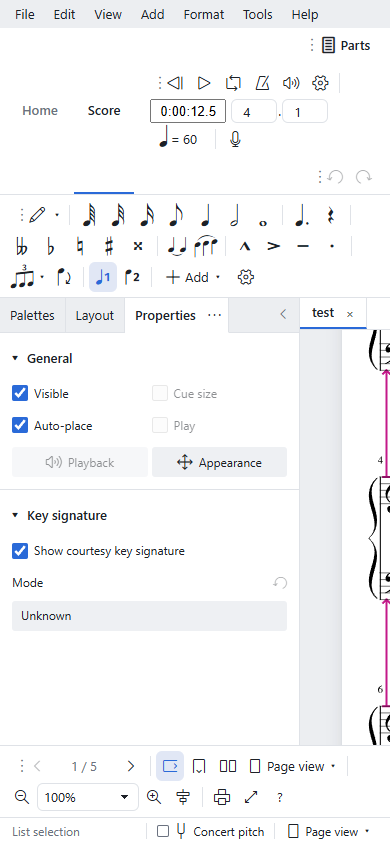 File Edit View Add Format Tools Help
Parts
Home Score 0:00:12.5 4 . 1
= 60
3 1 2 Add
Palettes Layout Properties ··· test ×
General
Visible Cue size
Auto-place Play
Playback Appearance
4
Key signature
Show courtesy key signature
Mode
Unknown
6
1 / 5 Page view
100% ?
List selection Concert pitch Page view